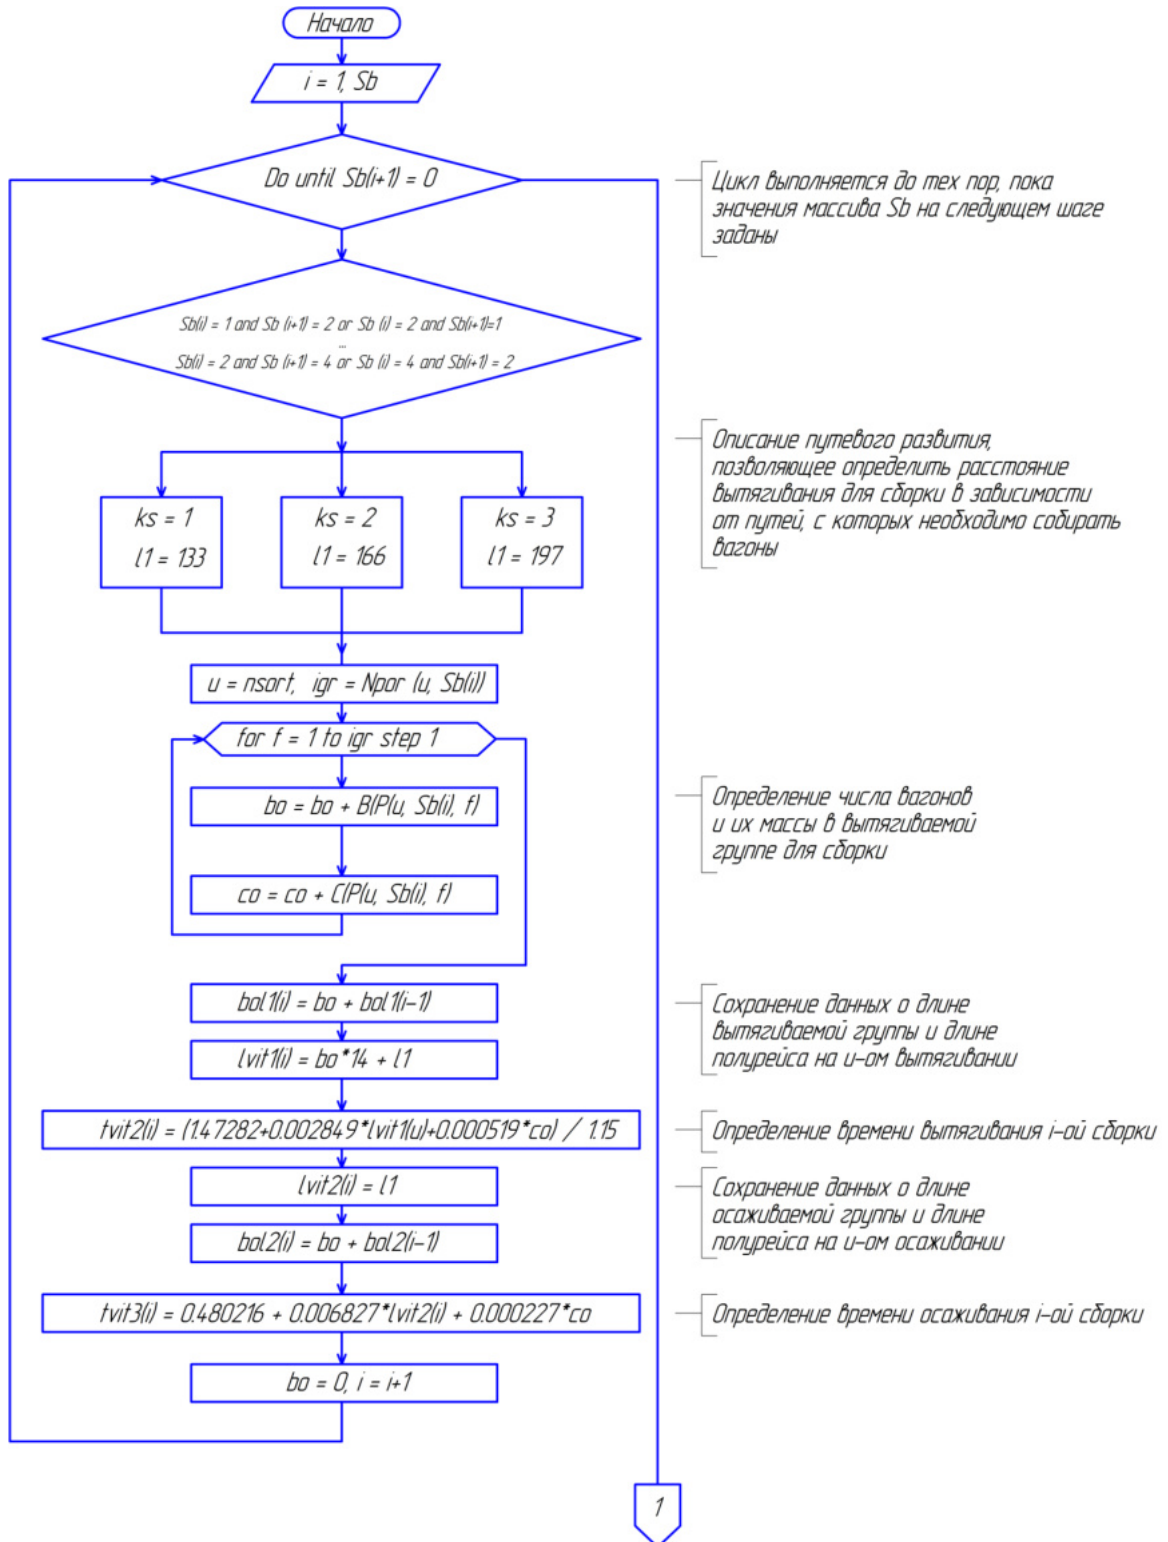 Начало
i = 1, Sb
Do until Sb(i+1) = 0
Цикл выполняется до тех пор, пока
значения массива Sb на следующем шаге
заданы
Sb(i) = 1 and Sb (i+1) = 2 or Sb (i) = 2 and Sb(i+1)=1
...
Sb(i) = 2 and Sb (i+1) = 4 or Sb (i) = 4 and Sb(i+1) = 2
Описание путевого развития,
позволяющее определить расстояние
вытягивания для сборки в зависимости
от путей, с которых необходимо собирать
вагоны
ks = 1
l1 = 133
ks = 2
l1 = 166
ks = 3
l1 = 197
u = nsort, igr = Npor (u, Sb(i))
for f = 1 to igr step 1
bo = bo + B(P(u, Sb(i), f)
co = co + C(P(u, Sb(i), f)
Определение числа вагонов
и их массы в вытягиваемой
группе для сборки
bol1(i) = bo + bol1(i-1)
lvit1(i) = bo*14 + l1
Сохранение данных о длине
вытягиваемой группы и длине
полурейса на и-ом вытягивании
tvit2(i) = (1.47282+0.002849*lvit1(u)+0.000519*co) / 1.15
Определение времени вытягивания i-ой сборки
lvit2(i) = l1
bol2(i) = bo + bol2(i-1)
Сохранение данных о длине
осаживаемой группы и длине
полурейса на и-ом осаживании
tvit3(i) = 0.480216 + 0.006827*lvit2(i) + 0.000227*co
Определение времени осаживания i-ой сборки
bo = 0, i = i+1
1